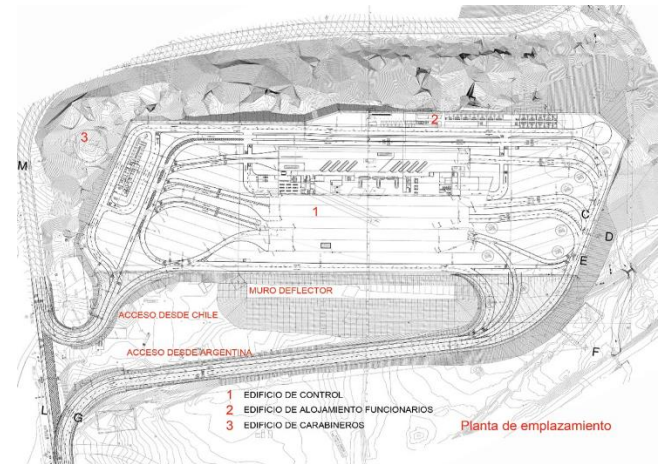 2
3
M
1
C
D
E
MURO DEFLECTOR
ACCESO DESDE CHILE
ACCESO DESDE ARGENTINA
F
L
G
1 EDIFICIO DE CONTROL
2 EDIFICIO DE ALOJAMIENTO FUNCIONARIOS
3 EDIFICIO DE CARABINEROS
Planta de emplazamiento